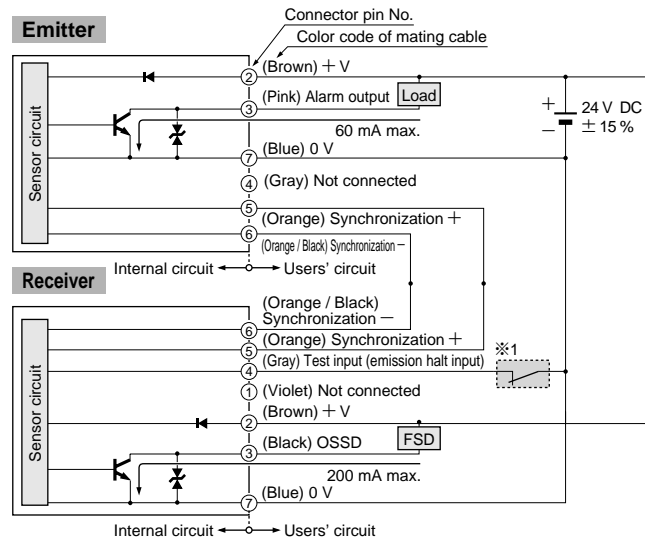 Connector pin No.
Color code of mating cable
Emitter
② (Brown) +V
③ (Pink) Alarm output
Load
60 mA max.
+
−
24 V DC
±15 %
⑦ (Blue) 0 V
④ (Gray) Not connected
⑤
(Orange) Synchronization +
⑥
(Orange / Black) Synchronization −
Sensor circuit
Internal circuit
Users' circuit
Receiver
(Orange / Black)
⑥ Synchronization −
⑤ (Orange) Synchronization +
④ (Gray) Test input (emission halt input)
※1
① (Violet) Not connected
② (Brown) +V
③ (Black) OSSD
FSD
200 mA max.
⑦ (Blue) 0 V
Sensor circuit
Internal circuit
Users' circuit